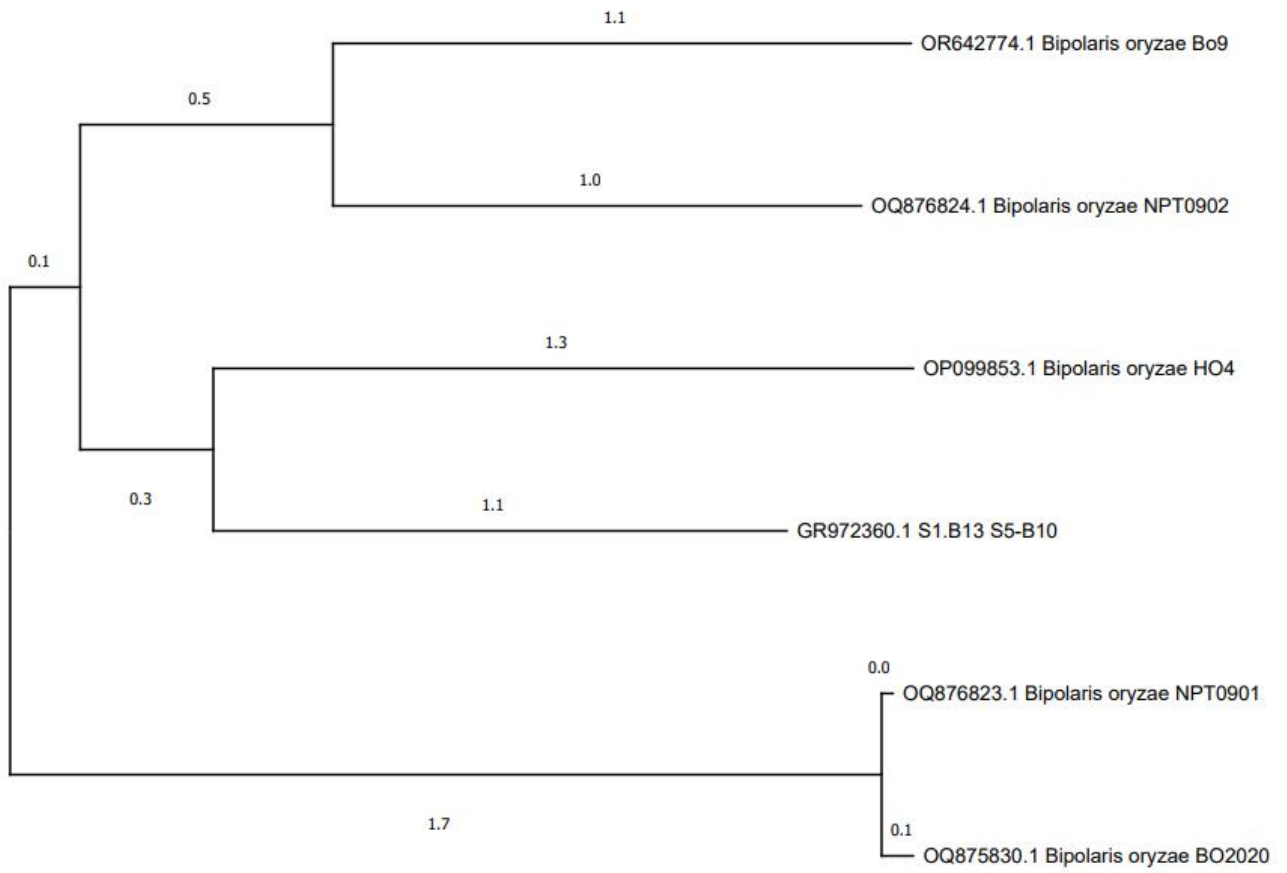 1.1
OR642774.1 Bipolaris oryzae Bo9
0.5
1.0
OQ876824.1 Bipolaris oryzae NPT0902
0.1
1.3
OP099853.1 Bipolaris oryzae HO4
0.3
1.1
GR972360.1 S1.B13 S5-B10
0.0
OQ876823.1 Bipolaris oryzae NPT0901
1.7
0.1
OQ875830.1 Bipolaris oryzae BO2020